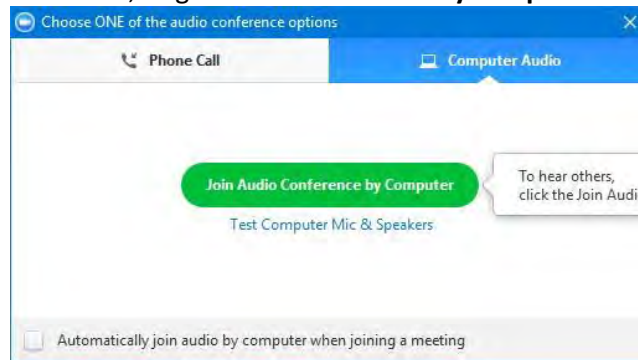 Choose ONE of the audio conference options
Phone Call
Computer Audio
Join Audio Conference by Computer
To hear others,
click the Join Audi
Test Computer Mic & Speakers
Automatically join audio by computer when joining a meeting